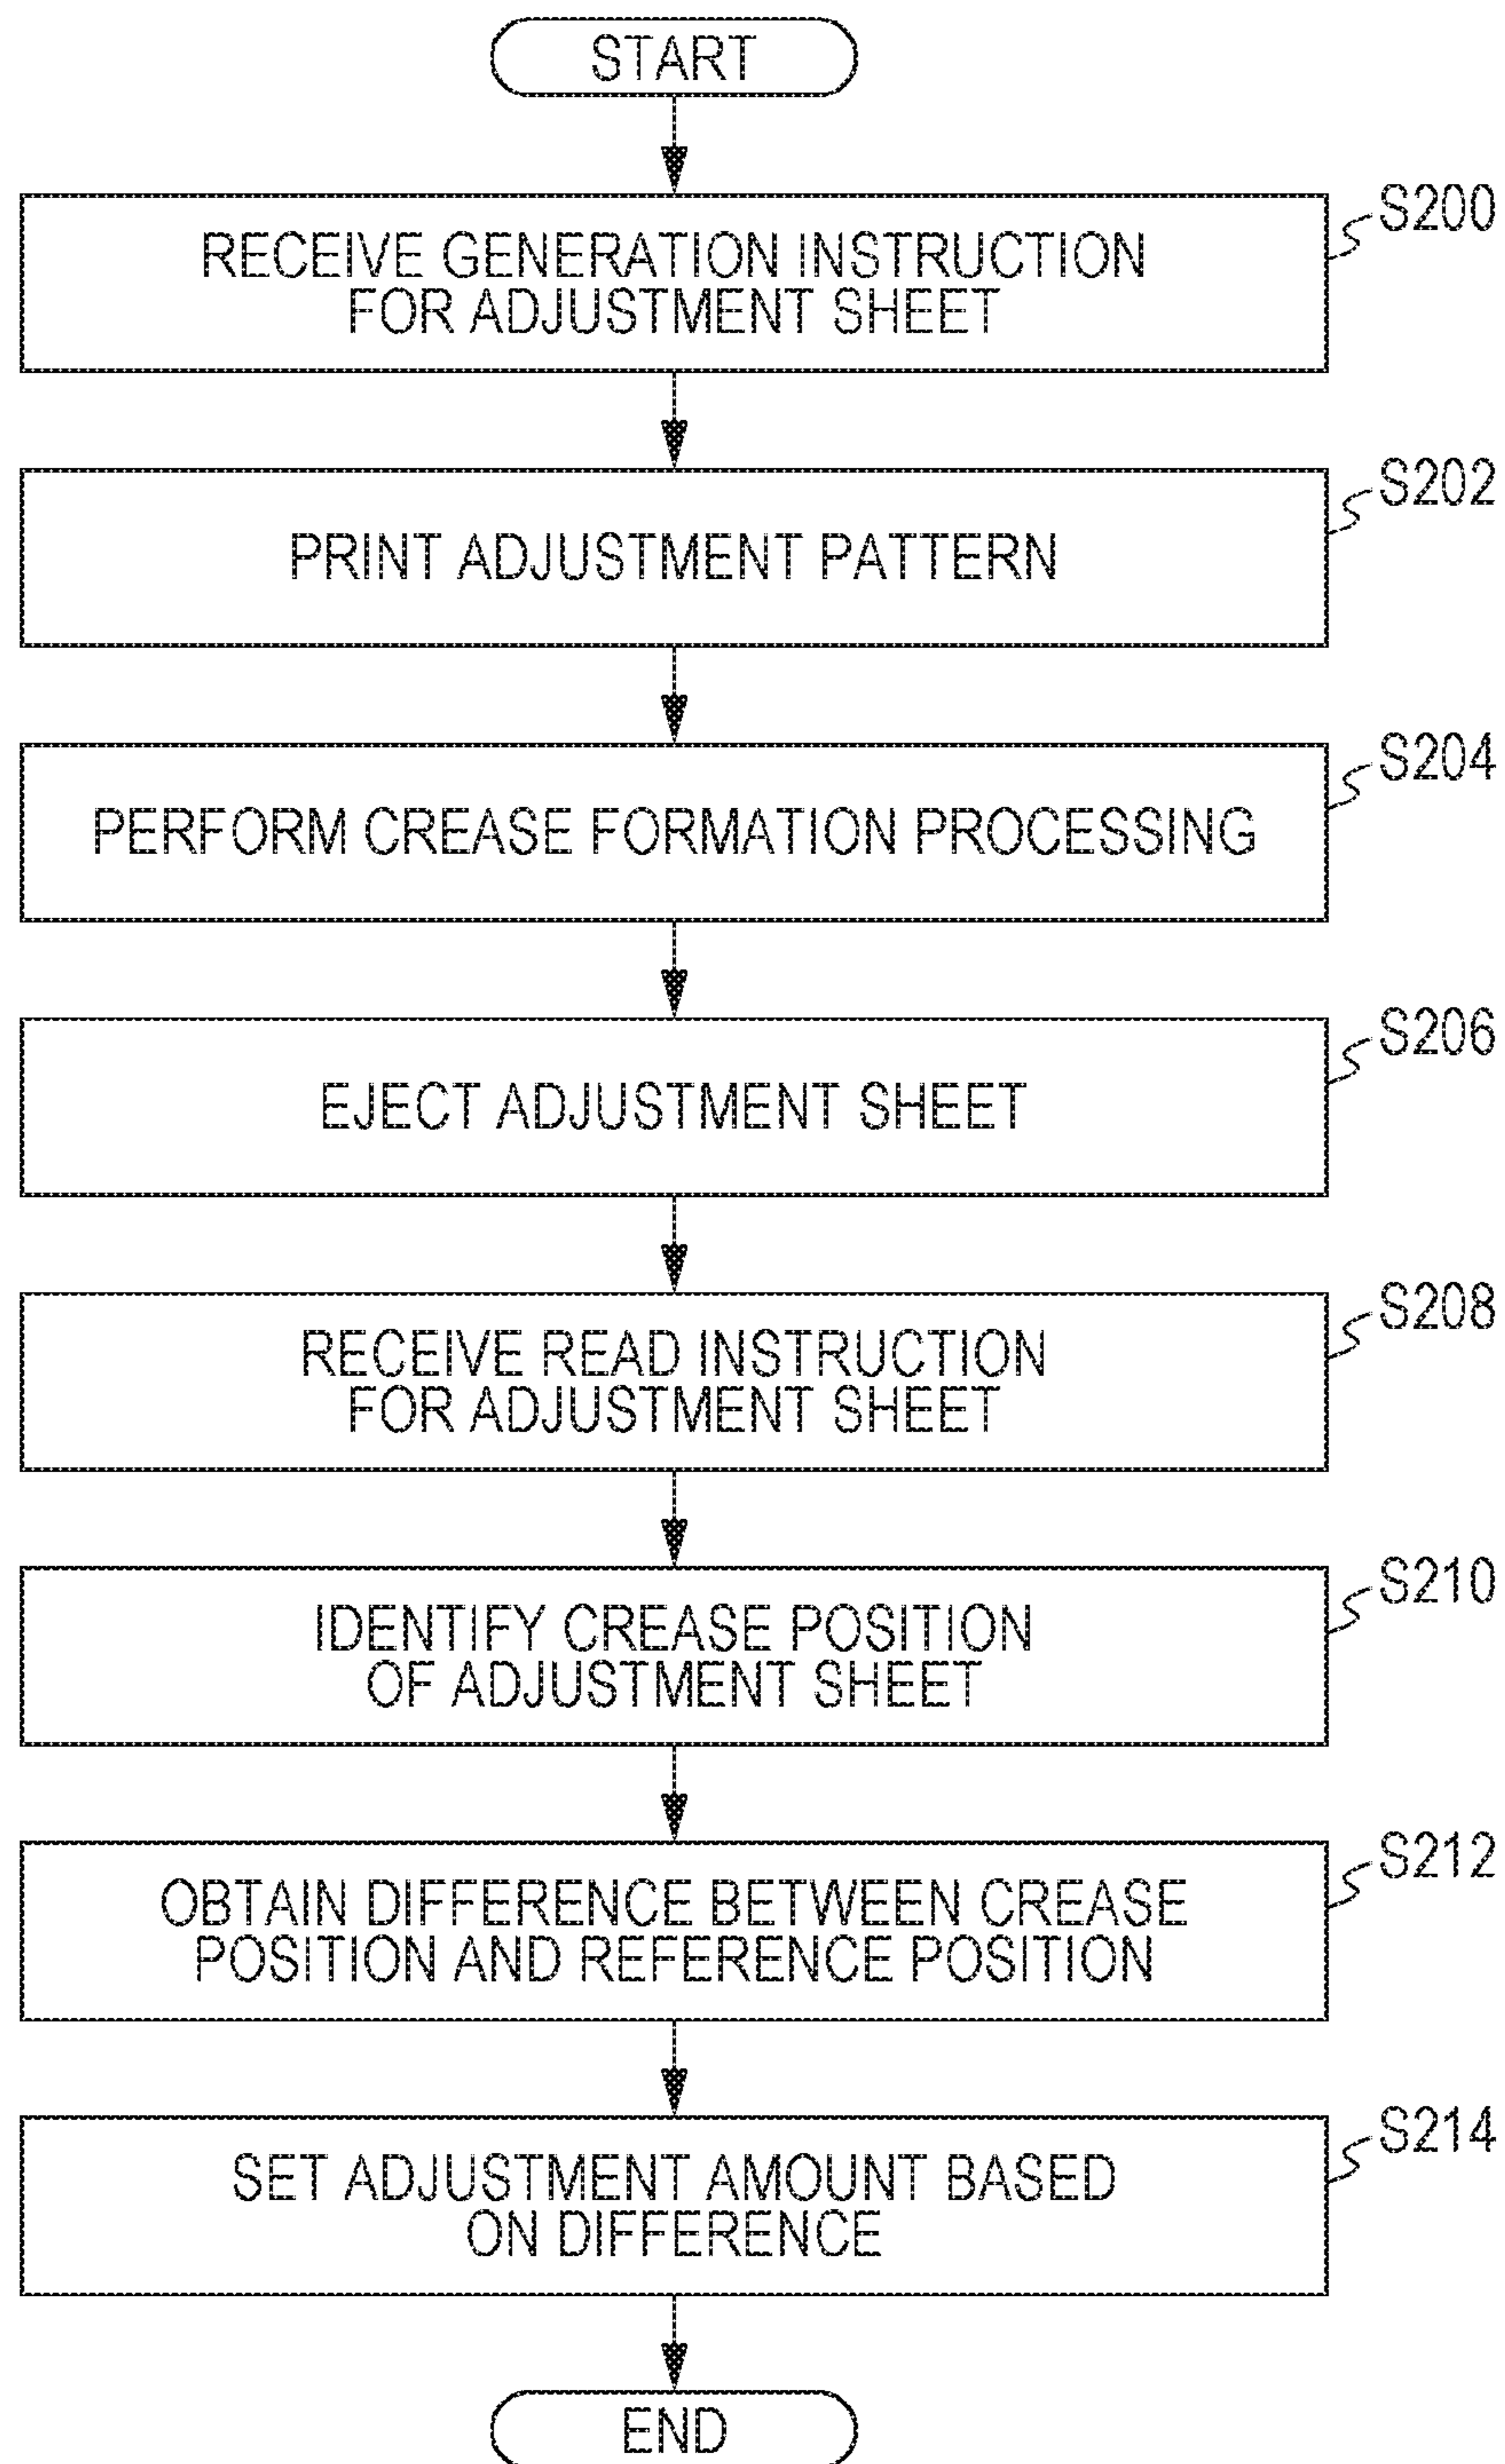 START
RECEIVE GENERATION INSTRUCTION
FOR ADJUSTMENT SHEET
S200
PRINT ADJUSTMENT PATTERN
S202
PERFORM CREASE FORMATION PROCESSING
S204
EJECT ADJUSTMENT SHEET
S206
RECEIVE READ INSTRUCTION
FOR ADJUSTMENT SHEET
S208
IDENTIFY CREASE POSITION
OF ADJUSTMENT SHEET
S210
OBTAIN DIFFERENCE BETWEEN CREASE
POSITION AND REFERENCE POSITION
S212
SET ADJUSTMENT AMOUNT BASED
ON DIFFERENCE
S214
END